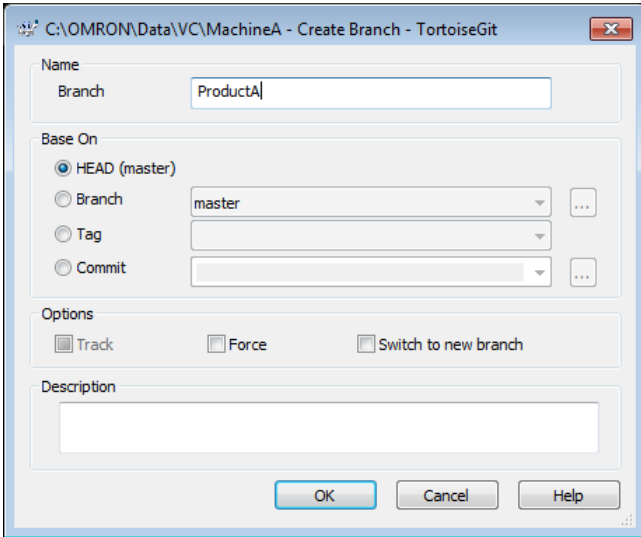 C:\OMRON\Data\VC\MachineA - Create Branch - TortoiseGit
Name
Branch ProductA
Base On
HEAD (master)
Branch master ...
Tag
Commit ...
Options
Track Force Switch to new branch
Description
OK Cancel Help